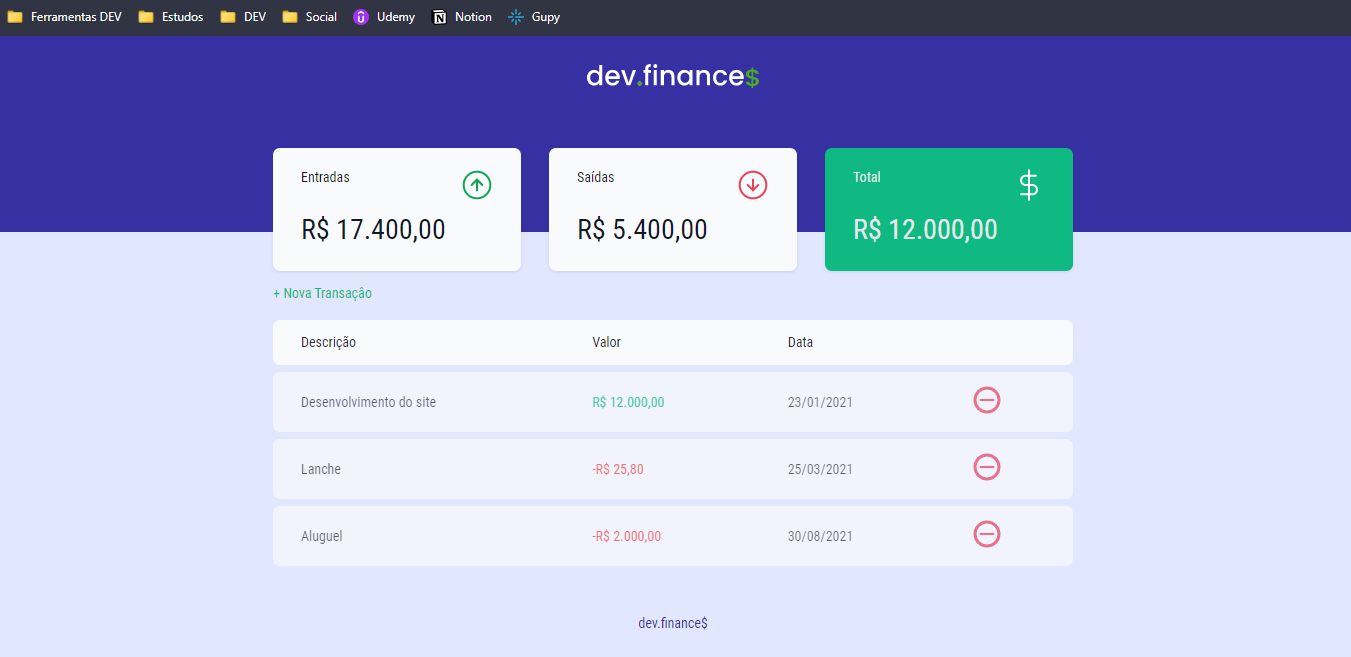 Ferramentas DEV Estudos DEV Social Udemy Notion Gupy
dev.finance$
Entradas
R$ 17.400,00
Saídas
R$ 5.400,00
Total
R$ 12.000,00
+ Nova Transação
Descrição Valor Data
Desenvolvimento do site R$ 12.000,00 23/01/2021
Lanche -R$ 25,80 25/03/2021
Aluguel -R$ 2.000,00 30/08/2021
dev.finance$